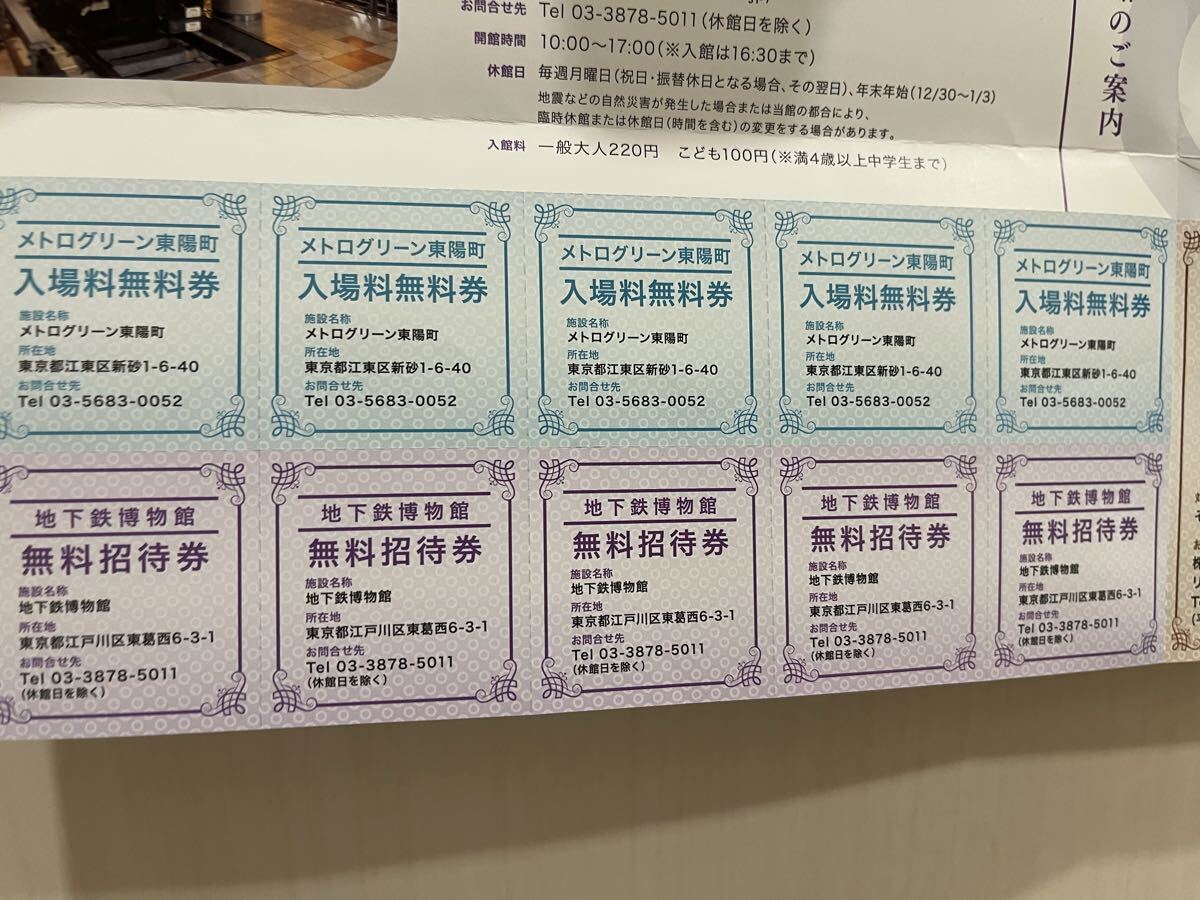 お問合せ先 Tel 03-3878-5011(休館日を除く)
開館時間 10:00〜17:00(※入館は16:30まで)
休館日 毎週月曜日(祝日・振替休日となる場合、その翌日)、年末年始(12/30〜1/3)
地震などの自然災害が発生した場合または当館の都合により、
臨時休館または休館日(時間を含む)の変更をする場合があります。
入館料 一般大人220円 こども100円(※満4歳以上中学生まで)
のご案内
メトログリーン東陽町
入場料無料券
施設名称
メトログリーン東陽町
所在地
東京都江東区新砂1-6-40
お問合せ先
Tel 03-5683-0052
メトログリーン東陽町
入場料無料券
施設名称
メトログリーン東陽町
所在地
東京都江東区新砂1-6-40
お問合せ先
Tel 03-5683-0052
メトログリーン東陽町
入場料無料券
施設名称
メトログリーン東陽町
所在地
東京都江東区新砂1-6-40
お問合せ先
Tel 03-5683-0052
メトログリーン東陽町
入場料無料券
施設名称
メトログリーン東陽町
所在地
東京都江東区新砂1-6-40
お問合せ先
Tel 03-5683-0052
メトログリーン東陽町
入場料無料券
施設名称
メトログリーン東陽町
所在地
東京都江東区新砂1-6-40
お問合せ先
Tel 03-5683-0052
地下鉄博物館
無料招待券
施設名称
地下鉄博物館
所在地
東京都江戸川区東葛西6-3-1
お問合せ先
Tel 03-3878-5011
(休館日を除く)
地下鉄博物館
無料招待券
施設名称
地下鉄博物館
所在地
東京都江戸川区東葛西6-3-1
お問合せ先
Tel 03-3878-5011
(休館日を除く)
地下鉄博物館
無料招待券
施設名称
地下鉄博物館
所在地
東京都江戸川区東葛西6-3-1
お問合せ先
Tel 03-3878-5011
(休館日を除く)
地下鉄博物館
無料招待券
施設名称
地下鉄博物館
所在地
東京都江戸川区東葛西6-3-1
お問合せ先
Tel 03-3878-5011
(休館日を除く)
地下鉄博物館
無料招待券
施設名称
地下鉄博物館
所在地
東京都江戸川区東葛西6-3-1
お問合せ先
Tel 03-3878-5011
(休館日を除く)